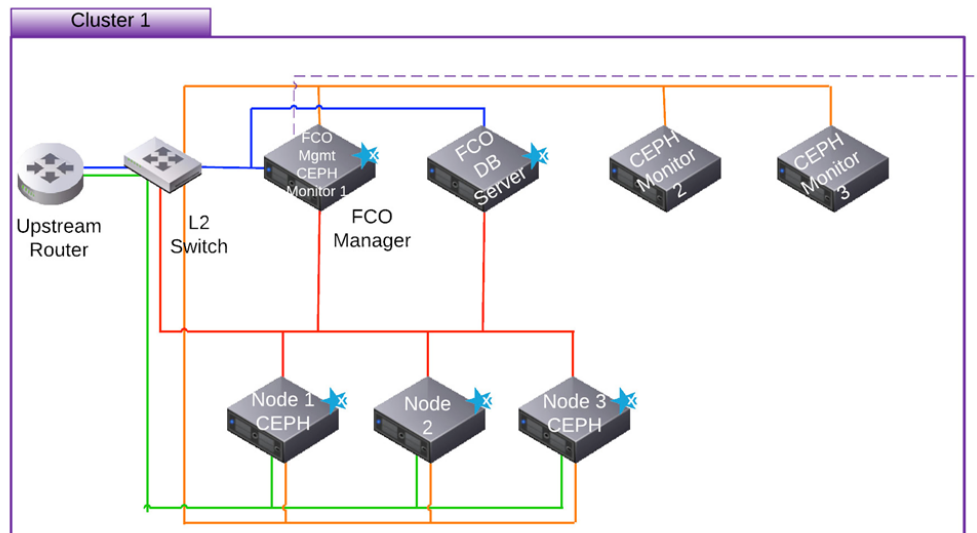 Cluster 1
FCO
Mgmt
CEPH
Monitor 1
FCO
DB
Server
CEPH
Monitor
2
CEPH
Monitor
3
x
x
Upstream
Router
L2
Switch
FCO
Manager
Node 1
CEPH
Node
2
Node 3
CEPH
x
x
x